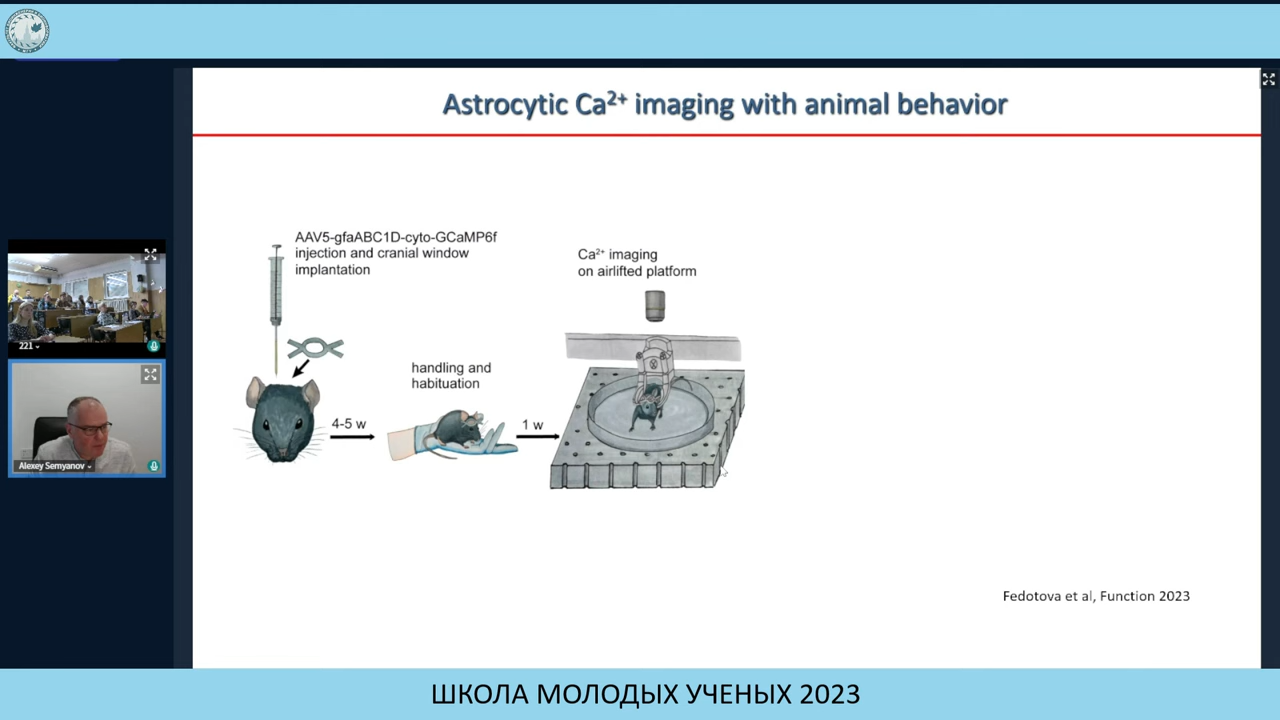 Astrocytic Ca²⁺ imaging with animal behavior
AAV5-gfaABC1D-cyto-GCaMP6f
injection and cranial window
implantation
Ca²⁺ imaging
on airlifted platform
handling and
habituation
4-5 w
1 w
221
Alexey Semyanov
Fedotova et al, Function 2023
ШКОЛА МОЛОДЫХ УЧЕНЫХ 2023